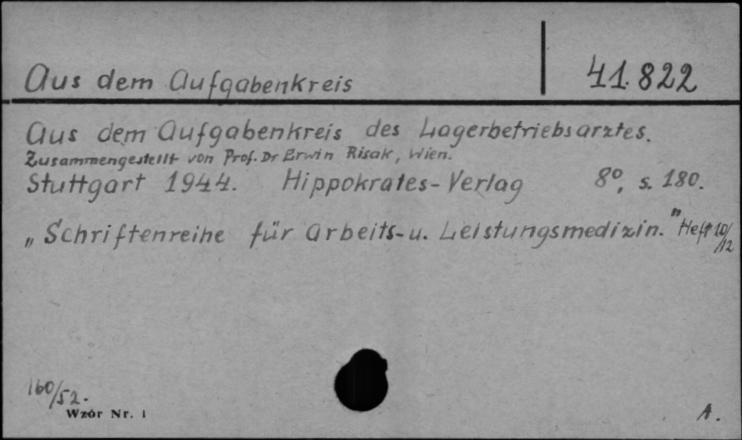 Aus dem Aufgabenkreis
41.822
Aus dem Aufgabenkreis des Lagerbetriebsarztes.
Zusammengestellt von Prof. Dr Erwin Risak, Wien.
Stuttgart 1944. Hippokrates-Verlag 8°, s. 180.
„Schriftenreihe für Arbeits-u. Leistungsmedizin.” Heft 10/12
160/52.
Wzór Nr. 1
A.